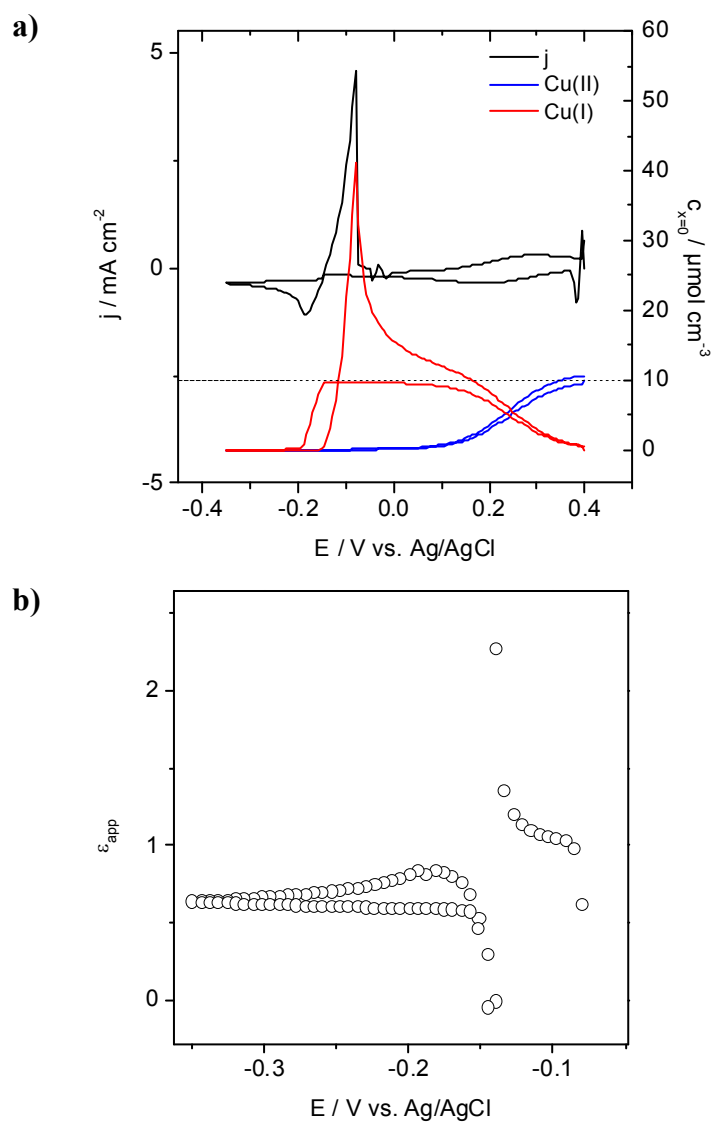 a)
j
Cu(II)
Cu(I)
5
0
-5
60
50
40
30
20
10
0
j / mA cm-2
c x=0 / μmol cm-3
-0.4 -0.2 0.0 0.2 0.4
E / V vs. Ag/AgCl
b)
2
1
0
εapp
-0.3 -0.2 -0.1
E / V vs. Ag/AgCl